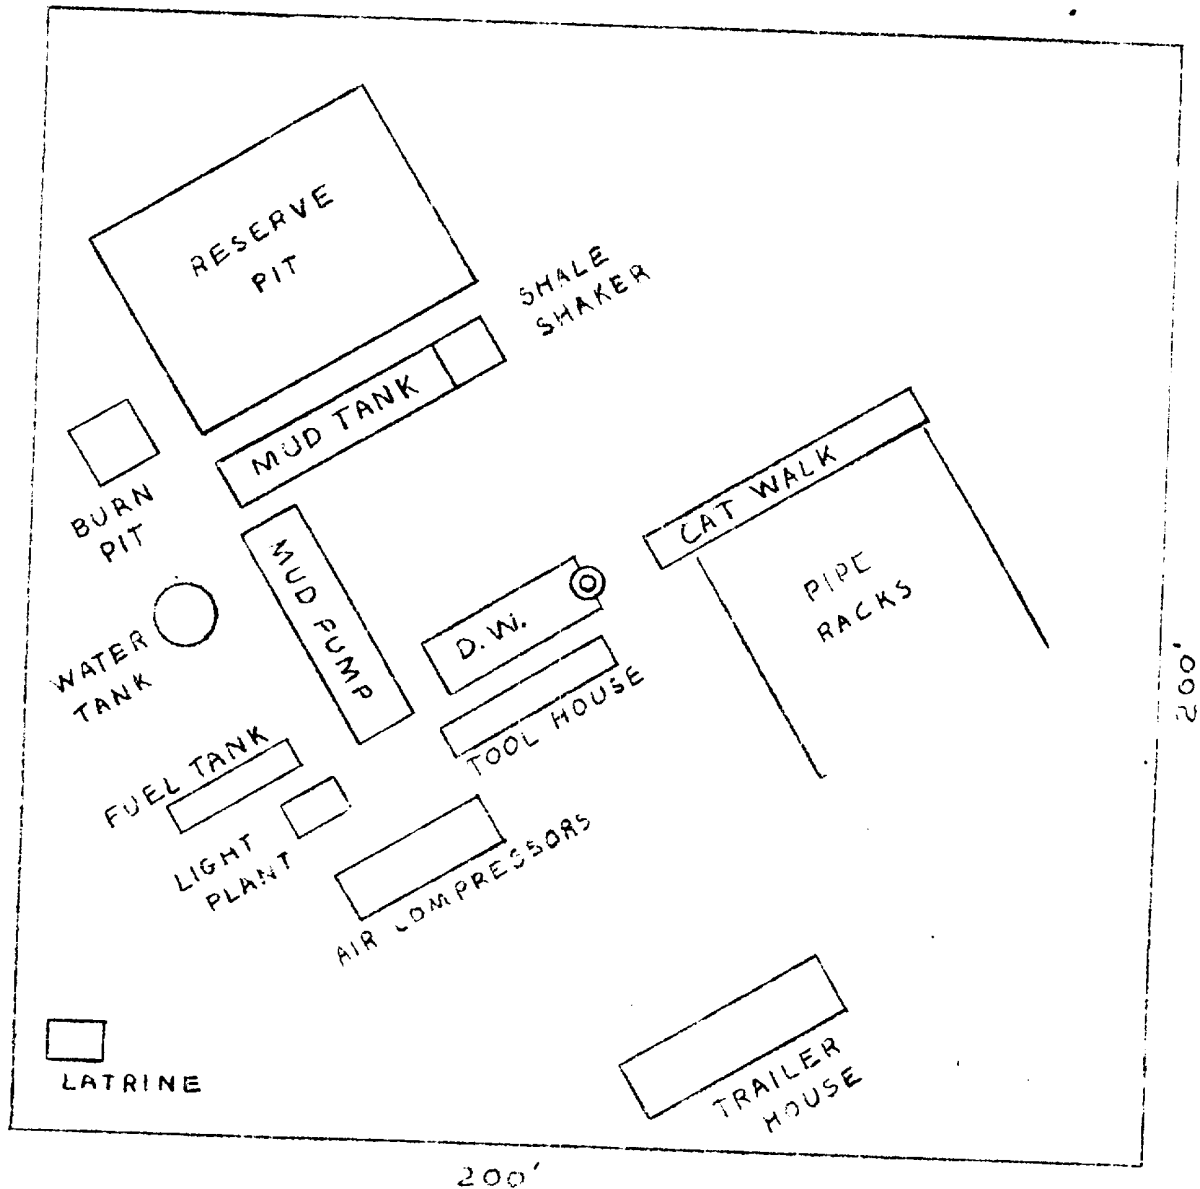 RESERVE
PIT
SHALE
SHAKER
MUD TANK
BURN
PIT
CAT WALK
MUD PUMP
PIPE
RACKS
D.W.
WATER
TANK
TOOL HOUSE
200'
FUEL TANK
LIGHT
PLANT
AIR COMPRESSORS
LATRINE
TRAILER
HOUSE
200'